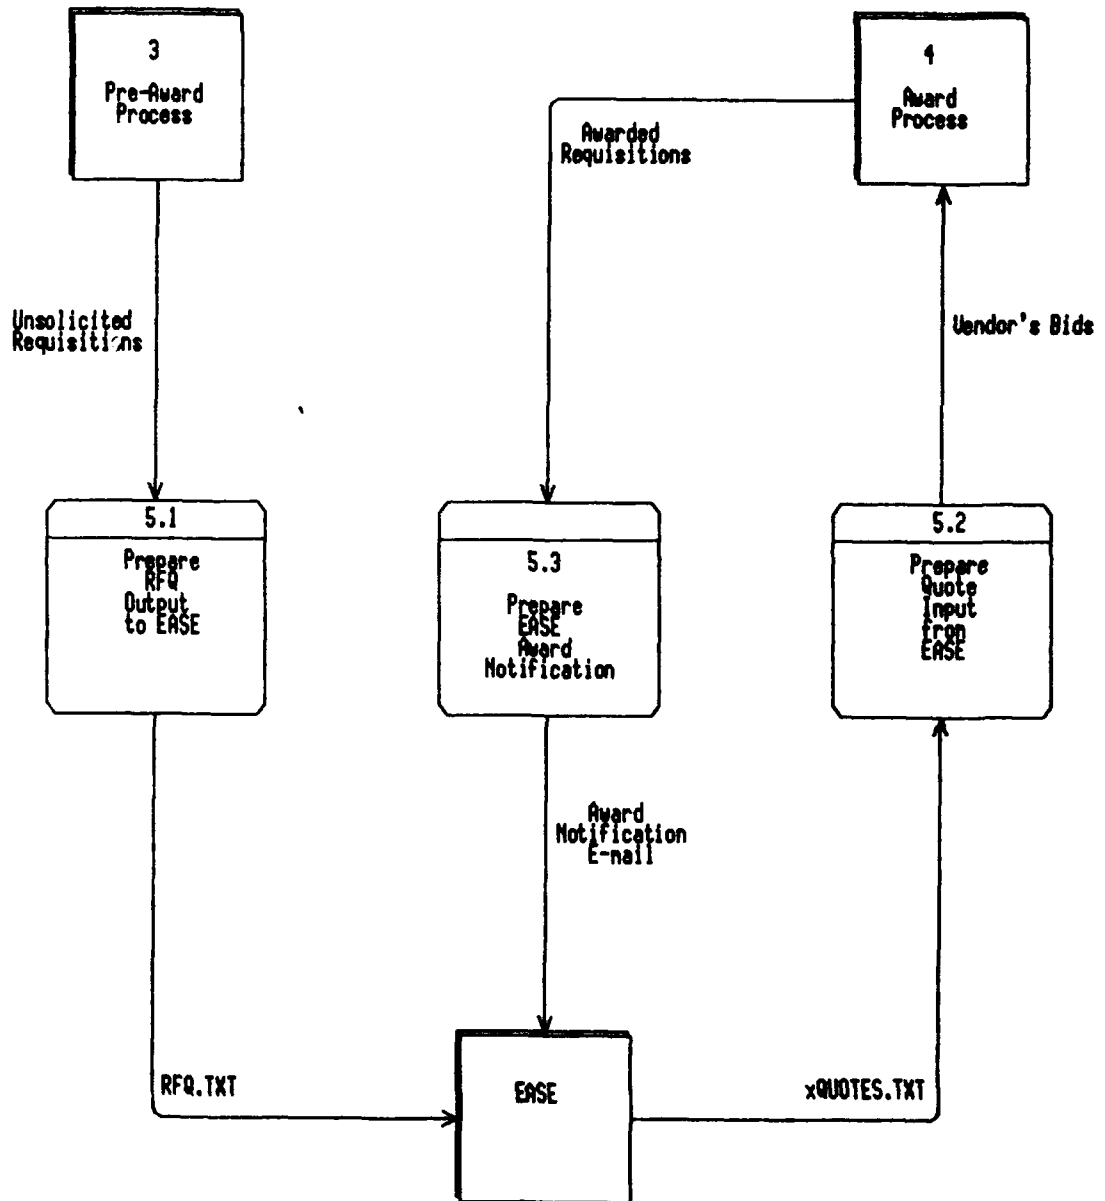 3
Pre-Award
Process
4
Award
Process
Awarded
Requisitions
Unsolicited
Requisitions
Vendor's Bids
5.1
Prepare
RFQ
Output
to EASE
5.3
Prepare
EASE
Award
Notification
5.2
Prepare
Quote
Input
from
EASE
Award
Notification
E-mail
RFQ.TXT
EASE
xQUOTES.TXT